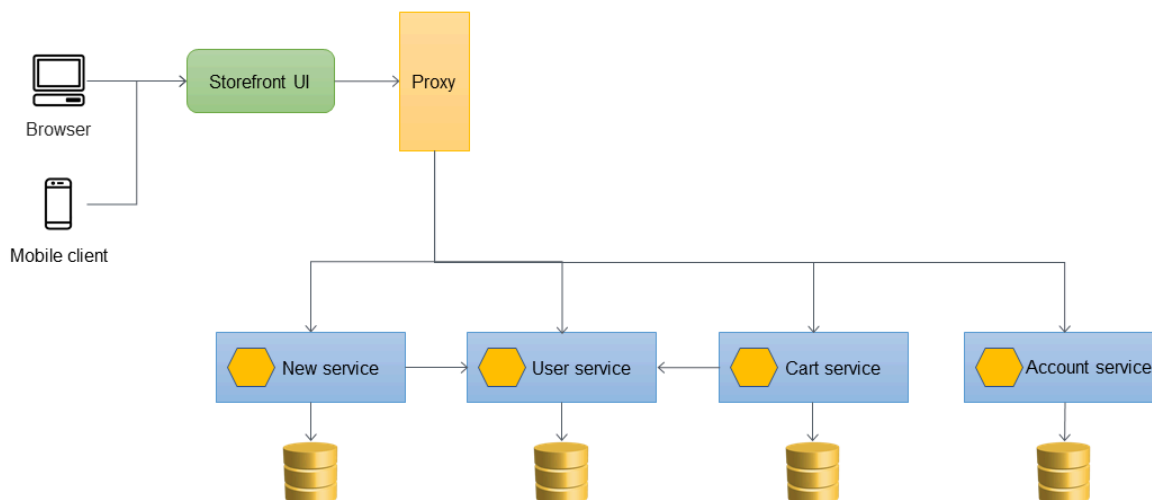 Storefront UI
Proxy
Browser
Mobile client
New service
User service
Cart service
Account service